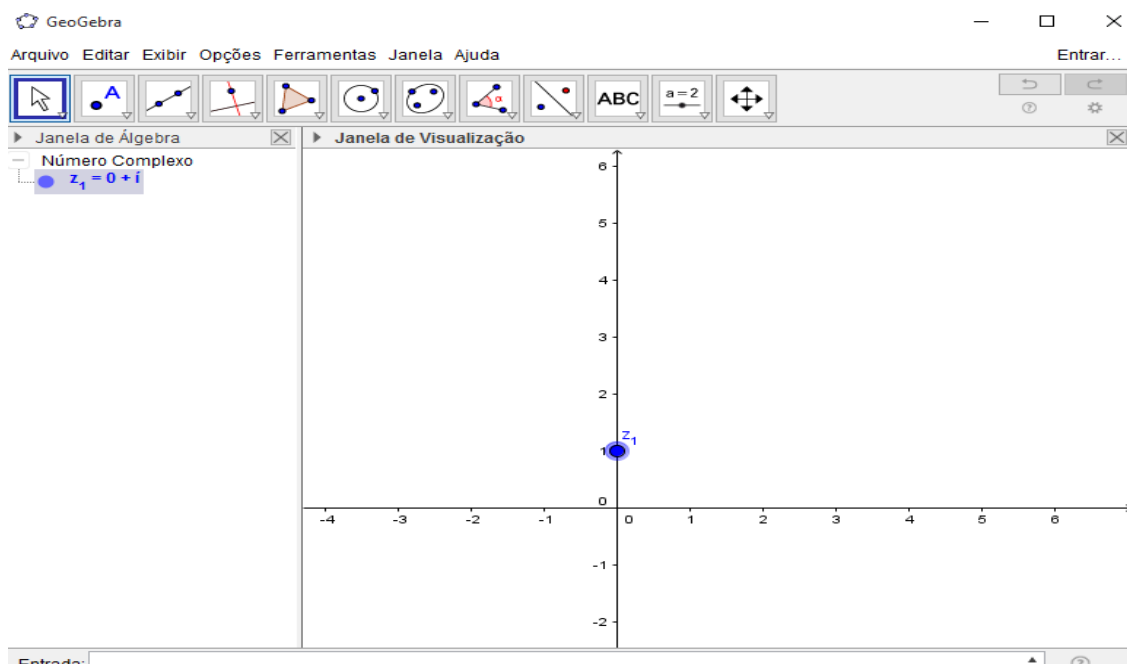 GeoGebra
Arquivo Editar Exibir Opções Ferramentas Janela Ajuda Entrar...
A α ABC a=2
Janela de Álgebra
Janela de Visualização
Número Complexo
z₁ = 0 + í
6
5
4
3
2
z₁
1
0
-4 -3 -2 -1 0 1 2 3 4 5 6
-1
-2
Entrada: